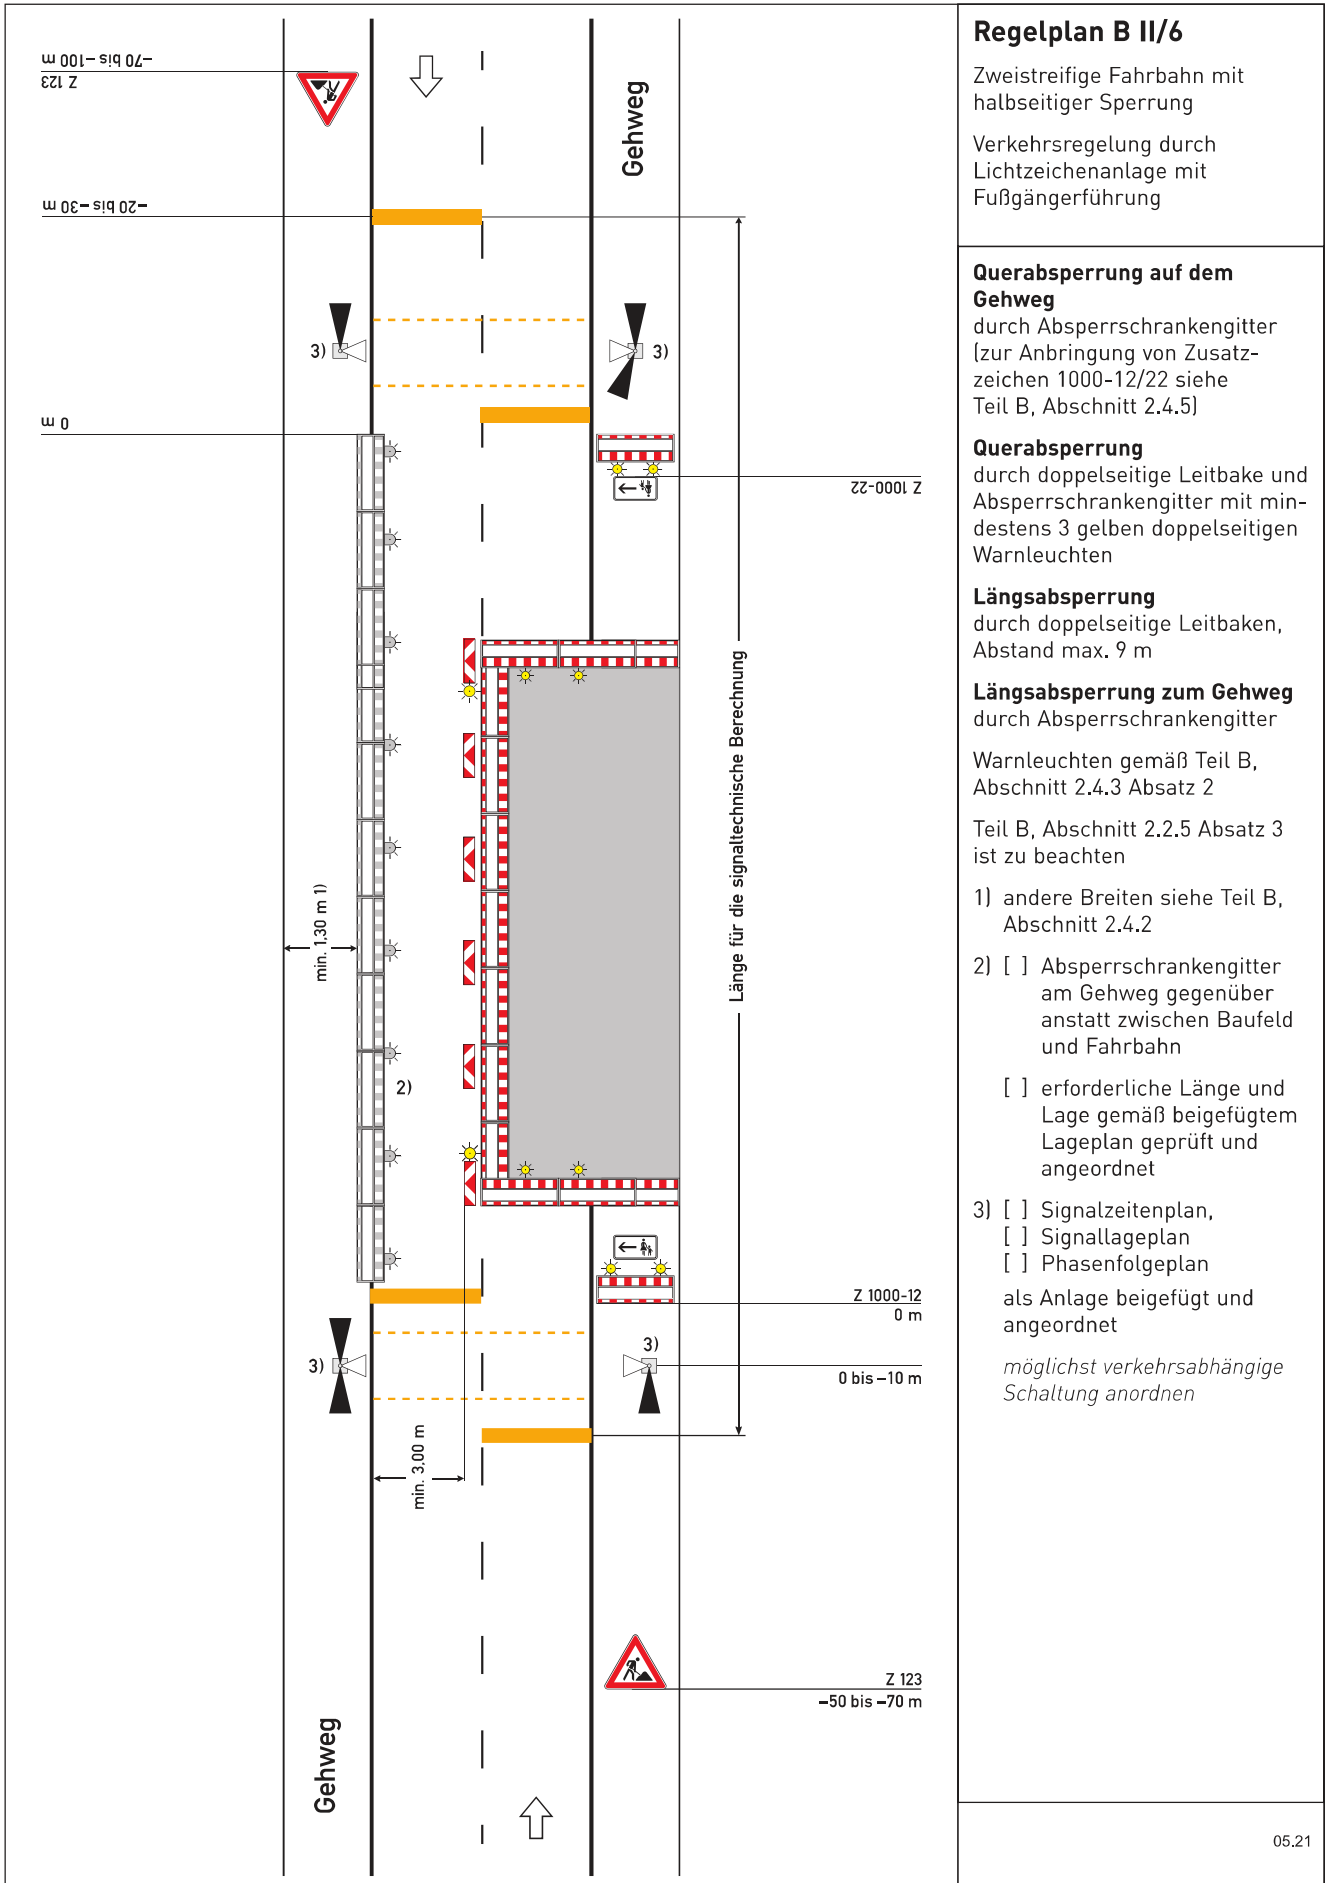 –70 bis –100 m
Z 123
–20 bis –30 m
0 m
Gehweg
3)
3)
Z 1000-22
Länge für die signaltechnische Berechnung
min. 1.30 m 1)
2)
Z 1000-12
0 m
3)
3)
0 bis –10 m
min. 3.00 m
Z 123
–50 bis –70 m
Gehweg
Regelplan B II/6
Zweistreifige Fahrbahn mit
halbseitiger Sperrung
Verkehrsregelung durch
Lichtzeichenanlage mit
Fußgängerführung
Querabsperrung auf dem
Gehweg
durch Absperrschrankengitter
(zur Anbringung von Zusatz-
zeichen 1000-12/22 siehe
Teil B, Abschnitt 2.4.5)
Querabsperrung
durch doppelseitige Leitbake und
Absperrschrankengitter mit min-
destens 3 gelben doppelseitigen
Warnleuchten
Längsabsperrung
durch doppelseitige Leitbaken,
Abstand max. 9 m
Längsabsperrung zum Gehweg
durch Absperrschrankengitter
Warnleuchten gemäß Teil B,
Abschnitt 2.4.3 Absatz 2
Teil B, Abschnitt 2.2.5 Absatz 3
ist zu beachten
1) andere Breiten siehe Teil B,
Abschnitt 2.4.2
2) [ ] Absperrschrankengitter
am Gehweg gegenüber
anstatt zwischen Baufeld
und Fahrbahn
[ ] erforderliche Länge und
Lage gemäß beigefügtem
Lageplan geprüft und
angeordnet
3) [ ] Signalzeitenplan,
[ ] Signallageplan
[ ] Phasenfolgeplan
als Anlage beigefügt und
angeordnet
möglichst verkehrsabhängige
Schaltung anordnen
05.21